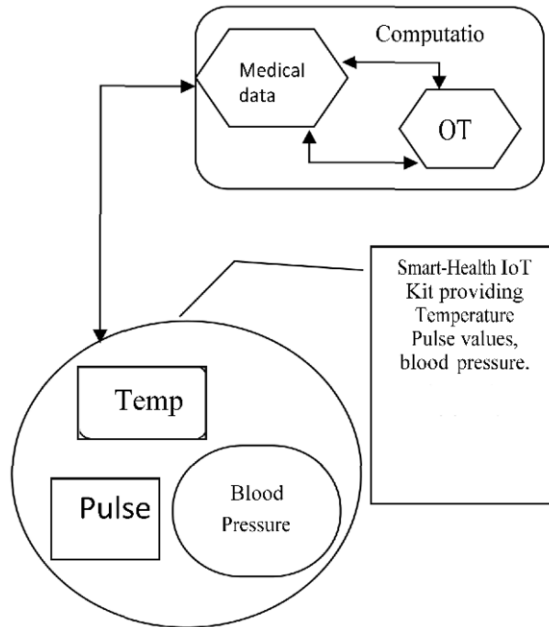 Computatio
Medical
data
OT
Smart-Health IoT
Kit providing
Temperature
Pulse values,
blood pressure.
Temp
Pulse
Blood
Pressure